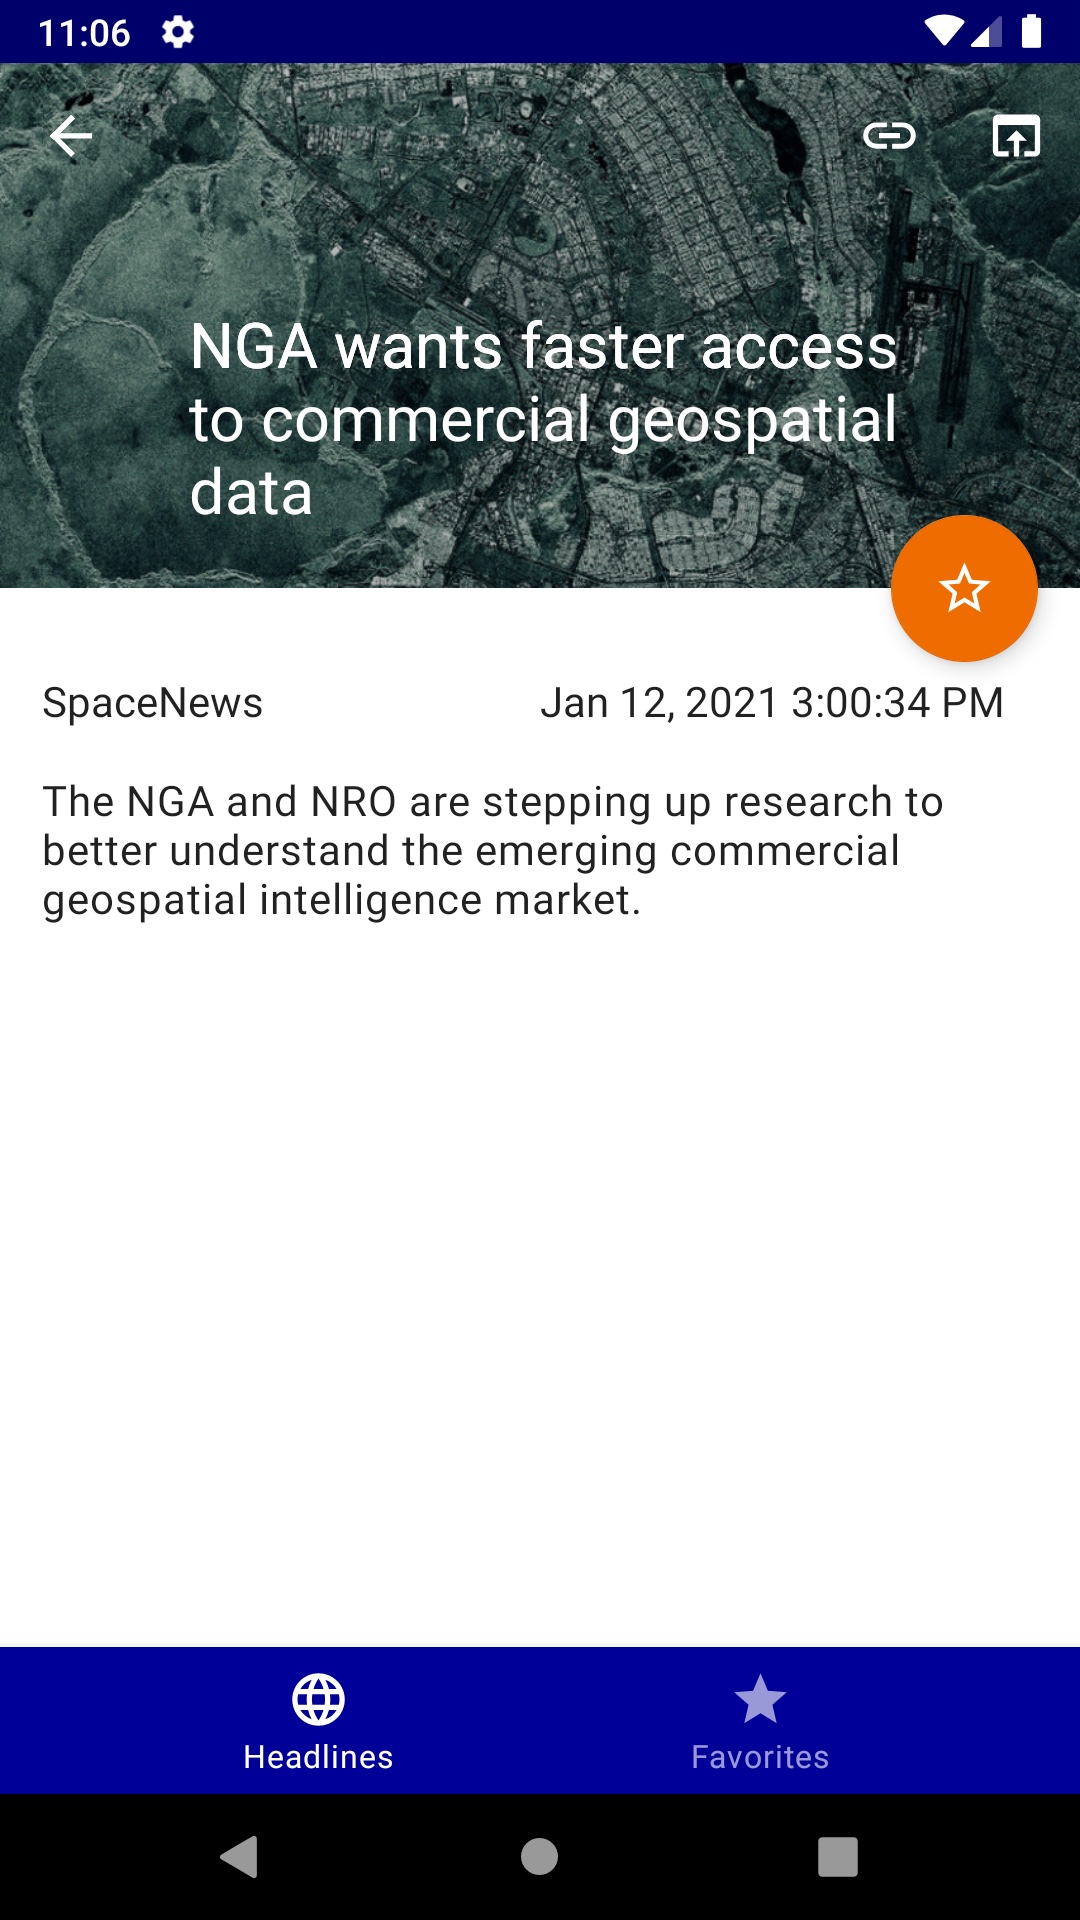 11:06
NGA wants faster access
to commercial geospatial
data
SpaceNews
Jan 12, 2021 3:00:34 PM
The NGA and NRO are stepping up research to
better understand the emerging commercial
geospatial intelligence market.
Headlines
Favorites